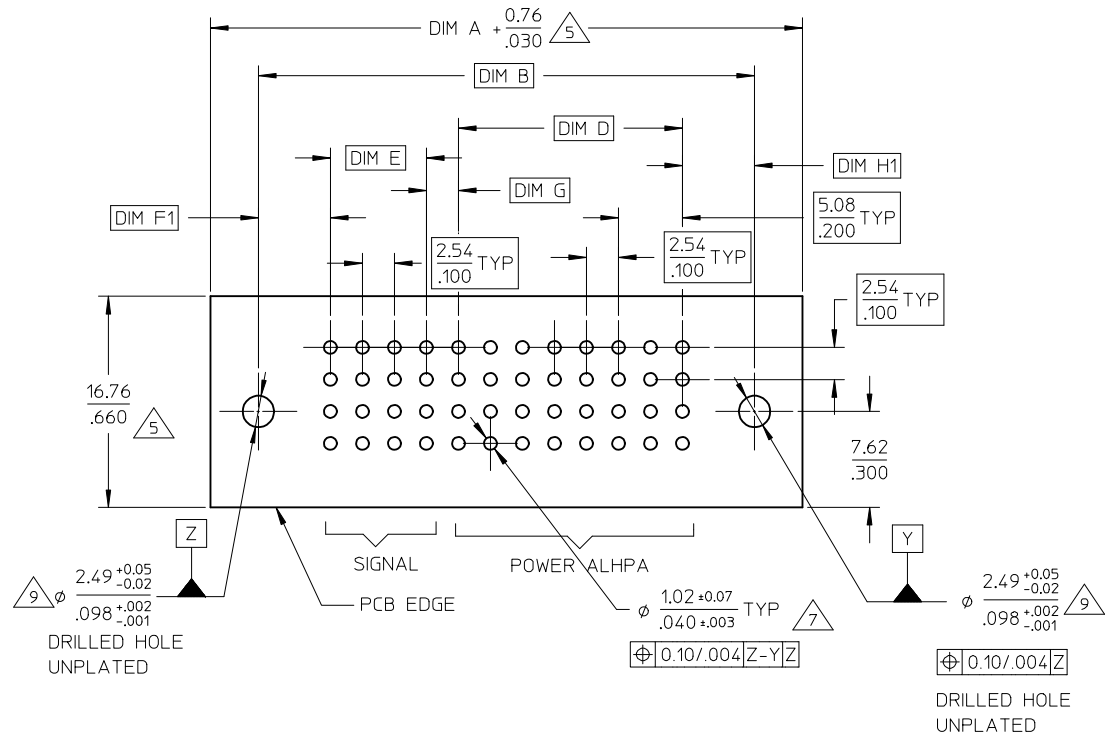 DIM A + 0.76/.030 5
DIM B
DIM D
DIM E
DIM H1
DIM G
DIM F1
5.08/.200 TYP
2.54/.100 TYP
2.54/.100 TYP
2.54/.100 TYP
16.76/.660 5
7.62/.300
Z
SIGNAL
POWER ALHPA
Y
9 ⌀ 2.49 +0.05 -0.02 / .098 +.002 -.001
DRILLED HOLE
UNPLATED
PCB EDGE
⌀ 1.02 ±0.07 / .040 ±.003 TYP 7
⌖ 0.10/.004 Z-Y Z
⌀ 2.49 +0.05 -0.02 / .098 +.002 -.001 9
⌖ 0.10/.004 Z
DRILLED HOLE
UNPLATED